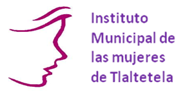 Instituto
Municipal de
las mujeres
de Tlaltetela